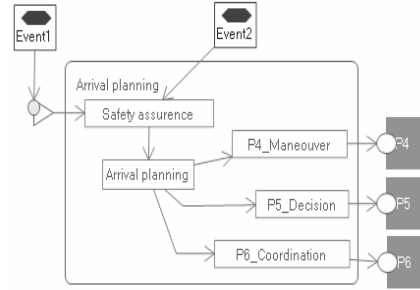 Event1
Event2
Arrival planning
Safety assurence
P4_Maneouver
P4
Arrival planning
P5_Decision
P5
P6_Coordination
P6